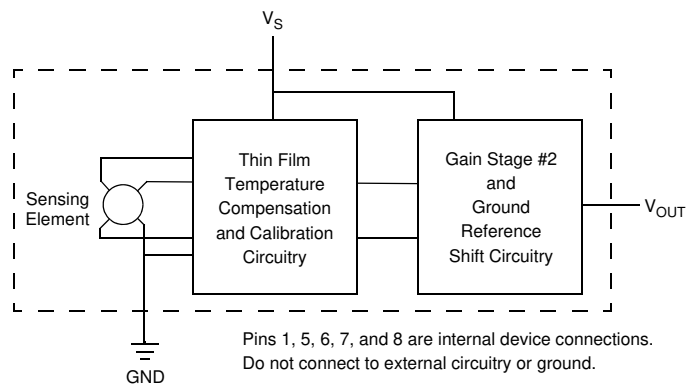 VS
Sensing
Element
Thin Film
Temperature
Compensation
and Calibration
Circuitry
Gain Stage #2
and
Ground
Reference
Shift Circuitry
VOUT
GND
Pins 1, 5, 6, 7, and 8 are internal device connections.
Do not connect to external circuitry or ground.